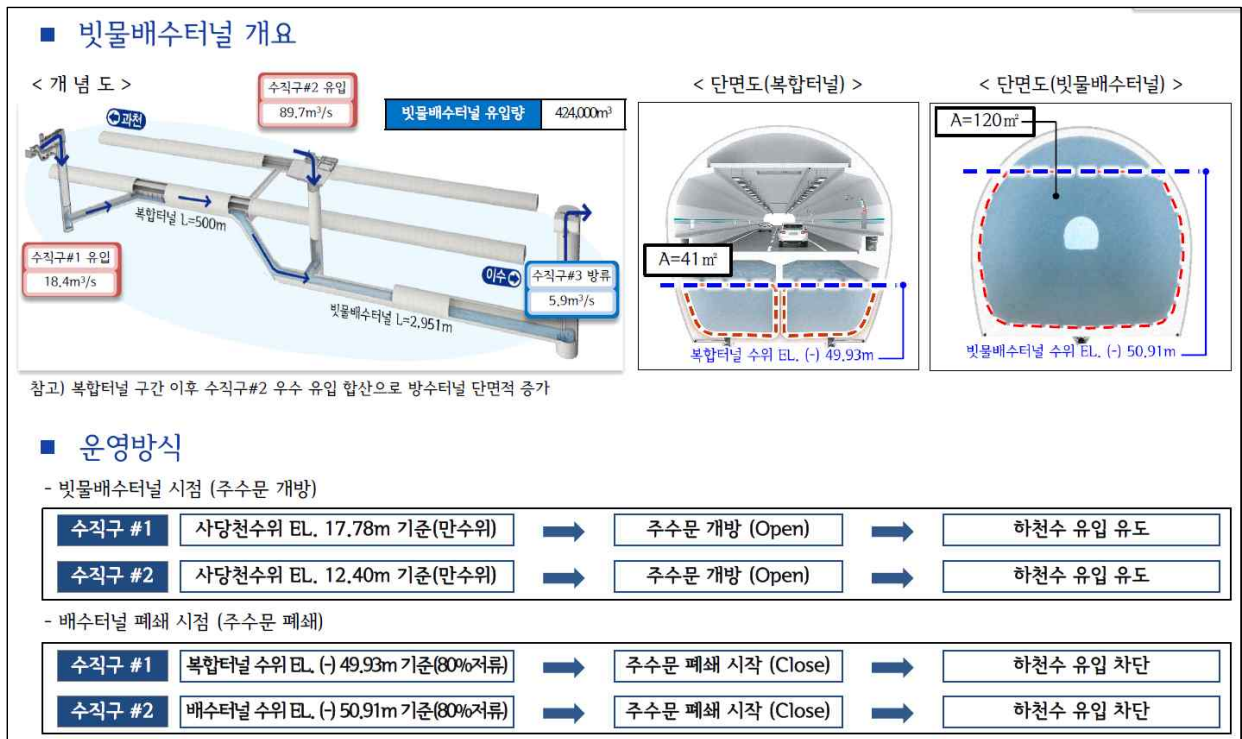 ■ 빗물배수터널 개요
< 개 념 도 >
수직구#2 유입
89.7m³/s
빗물배수터널 유입량 424,000m³
과천
복합터널 L=500m
수직구#1 유입
18.4m³/s
이수
수직구#3 방류
5.9m³/s
빗물배수터널 L=2,951m
< 단면도(복합터널) >
A=41㎡
복합터널 수위 EL. (-) 49.93m
< 단면도(빗물배수터널) >
A=120㎡
빗물배수터널 수위 EL. (-) 50.91m
참고) 복합터널 구간 이후 수직구#2 우수 유입 합산으로 방수터널 단면적 증가
■ 운영방식
- 빗물배수터널 시점 (주수문 개방)
수직구 #1 사당천수위 EL. 17.78m 기준(만수위) 주수문 개방 (Open) 하천수 유입 유도
수직구 #2 사당천수위 EL. 12.40m 기준(만수위) 주수문 개방 (Open) 하천수 유입 유도
- 배수터널 폐쇄 시점 (주수문 폐쇄)
수직구 #1 복합터널 수위 EL. (-) 49.93m 기준(80%저류) 주수문 폐쇄 시작 (Close) 하천수 유입 차단
수직구 #2 배수터널 수위 EL. (-) 50.91m 기준(80%저류) 주수문 폐쇄 시작 (Close) 하천수 유입 차단